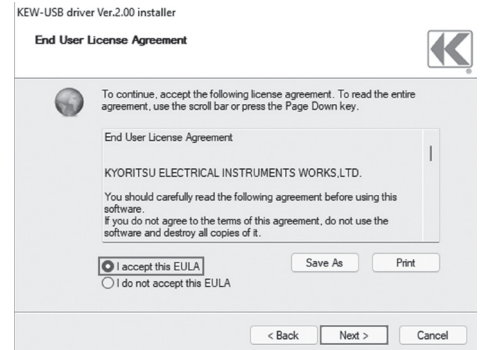 KEW-USB driver Ver.2.00 installer
End User License Agreement
To continue, accept the following license agreement. To read the entire
agreement, use the scroll bar or press the Page Down key.
End User License Agreement
KYORITSU ELECTRICAL INSTRUMENTS WORKS,LTD.
You should carefully read the following agreement before using this
software.
If you do not agree to the terms of this agreement, do not use the
software and destroy all copies of it.
I accept this EULA
Save As
Print
I do not accept this EULA
< Back
Next >
Cancel